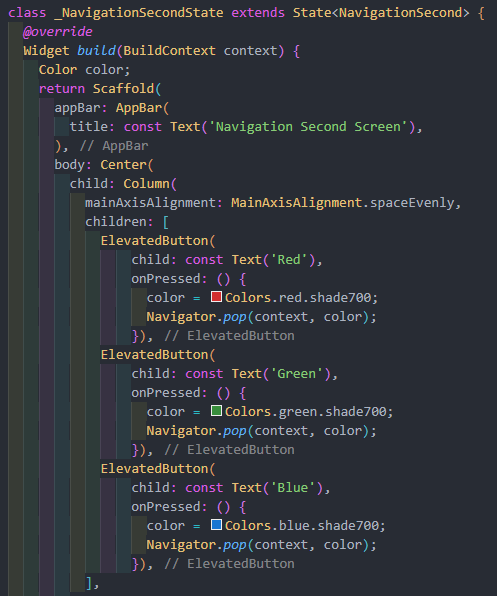 class _NavigationSecondState extends State<NavigationSecond> {
  @override
  Widget build(BuildContext context) {
    Color color;
    return Scaffold(
      appBar: AppBar(
        title: const Text('Navigation Second Screen'),
      ), // AppBar
      body: Center(
        child: Column(
          mainAxisAlignment: MainAxisAlignment.spaceEvenly,
          children: [
            ElevatedButton(
                child: const Text('Red'),
                onPressed: () {
                  color = Colors.red.shade700;
                  Navigator.pop(context, color);
                }), // ElevatedButton
            ElevatedButton(
                child: const Text('Green'),
                onPressed: () {
                  color = Colors.green.shade700;
                  Navigator.pop(context, color);
                }), // ElevatedButton
            ElevatedButton(
                child: const Text('Blue'),
                onPressed: () {
                  color = Colors.blue.shade700;
                  Navigator.pop(context, color);
                }), // ElevatedButton
          ],